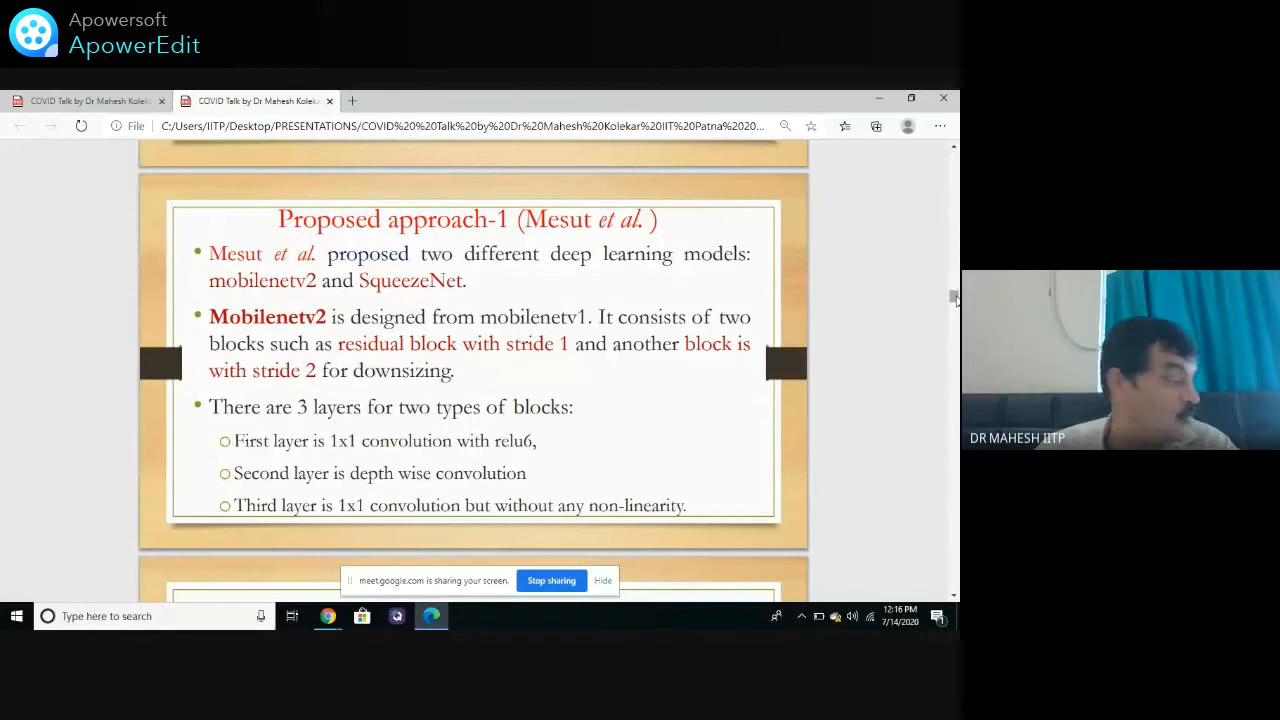 Apowersoft
ApowerEdit
COVID Talk by Dr Mahesh Koleka
COVID Talk by Dr Mahesh Koleka
File
C:/Users/IITP/Desktop/PRESENTATIONS/COVID%20%20Talk%20by%20Dr%20Mahesh%20Kolekar%20IIT%20Patna%2020...
Proposed approach-1 (Mesut et al. )
• Mesut et al. proposed two different deep learning models:
mobilenetv2 and SqueezeNet.
• Mobilenetv2 is designed from mobilenetv1. It consists of two
blocks such as residual block with stride 1 and another block is
with stride 2 for downsizing.
• There are 3 layers for two types of blocks:
○ First layer is 1x1 convolution with relu6,
○ Second layer is depth wise convolution
○ Third layer is 1x1 convolution but without any non-linearity.
DR MAHESH IITP
meet.google.com is sharing your screen.
Stop sharing
Hide
Type here to search
12:16 PM
7/14/2020
1